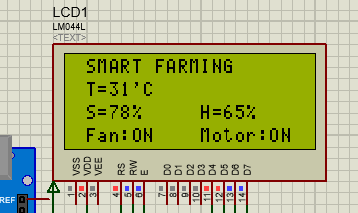 LCD1
LM044L
<TEXT>
SMART FARMING
T=31'C
S=78% H=65%
Fan:ON Motor:ON
VSS VDD VEE RS RW E D0 D1 D2 D3 D4 D5 D6 D7
1 2 3 4 5 6 7 8 9 10 11 12 13 14
REF